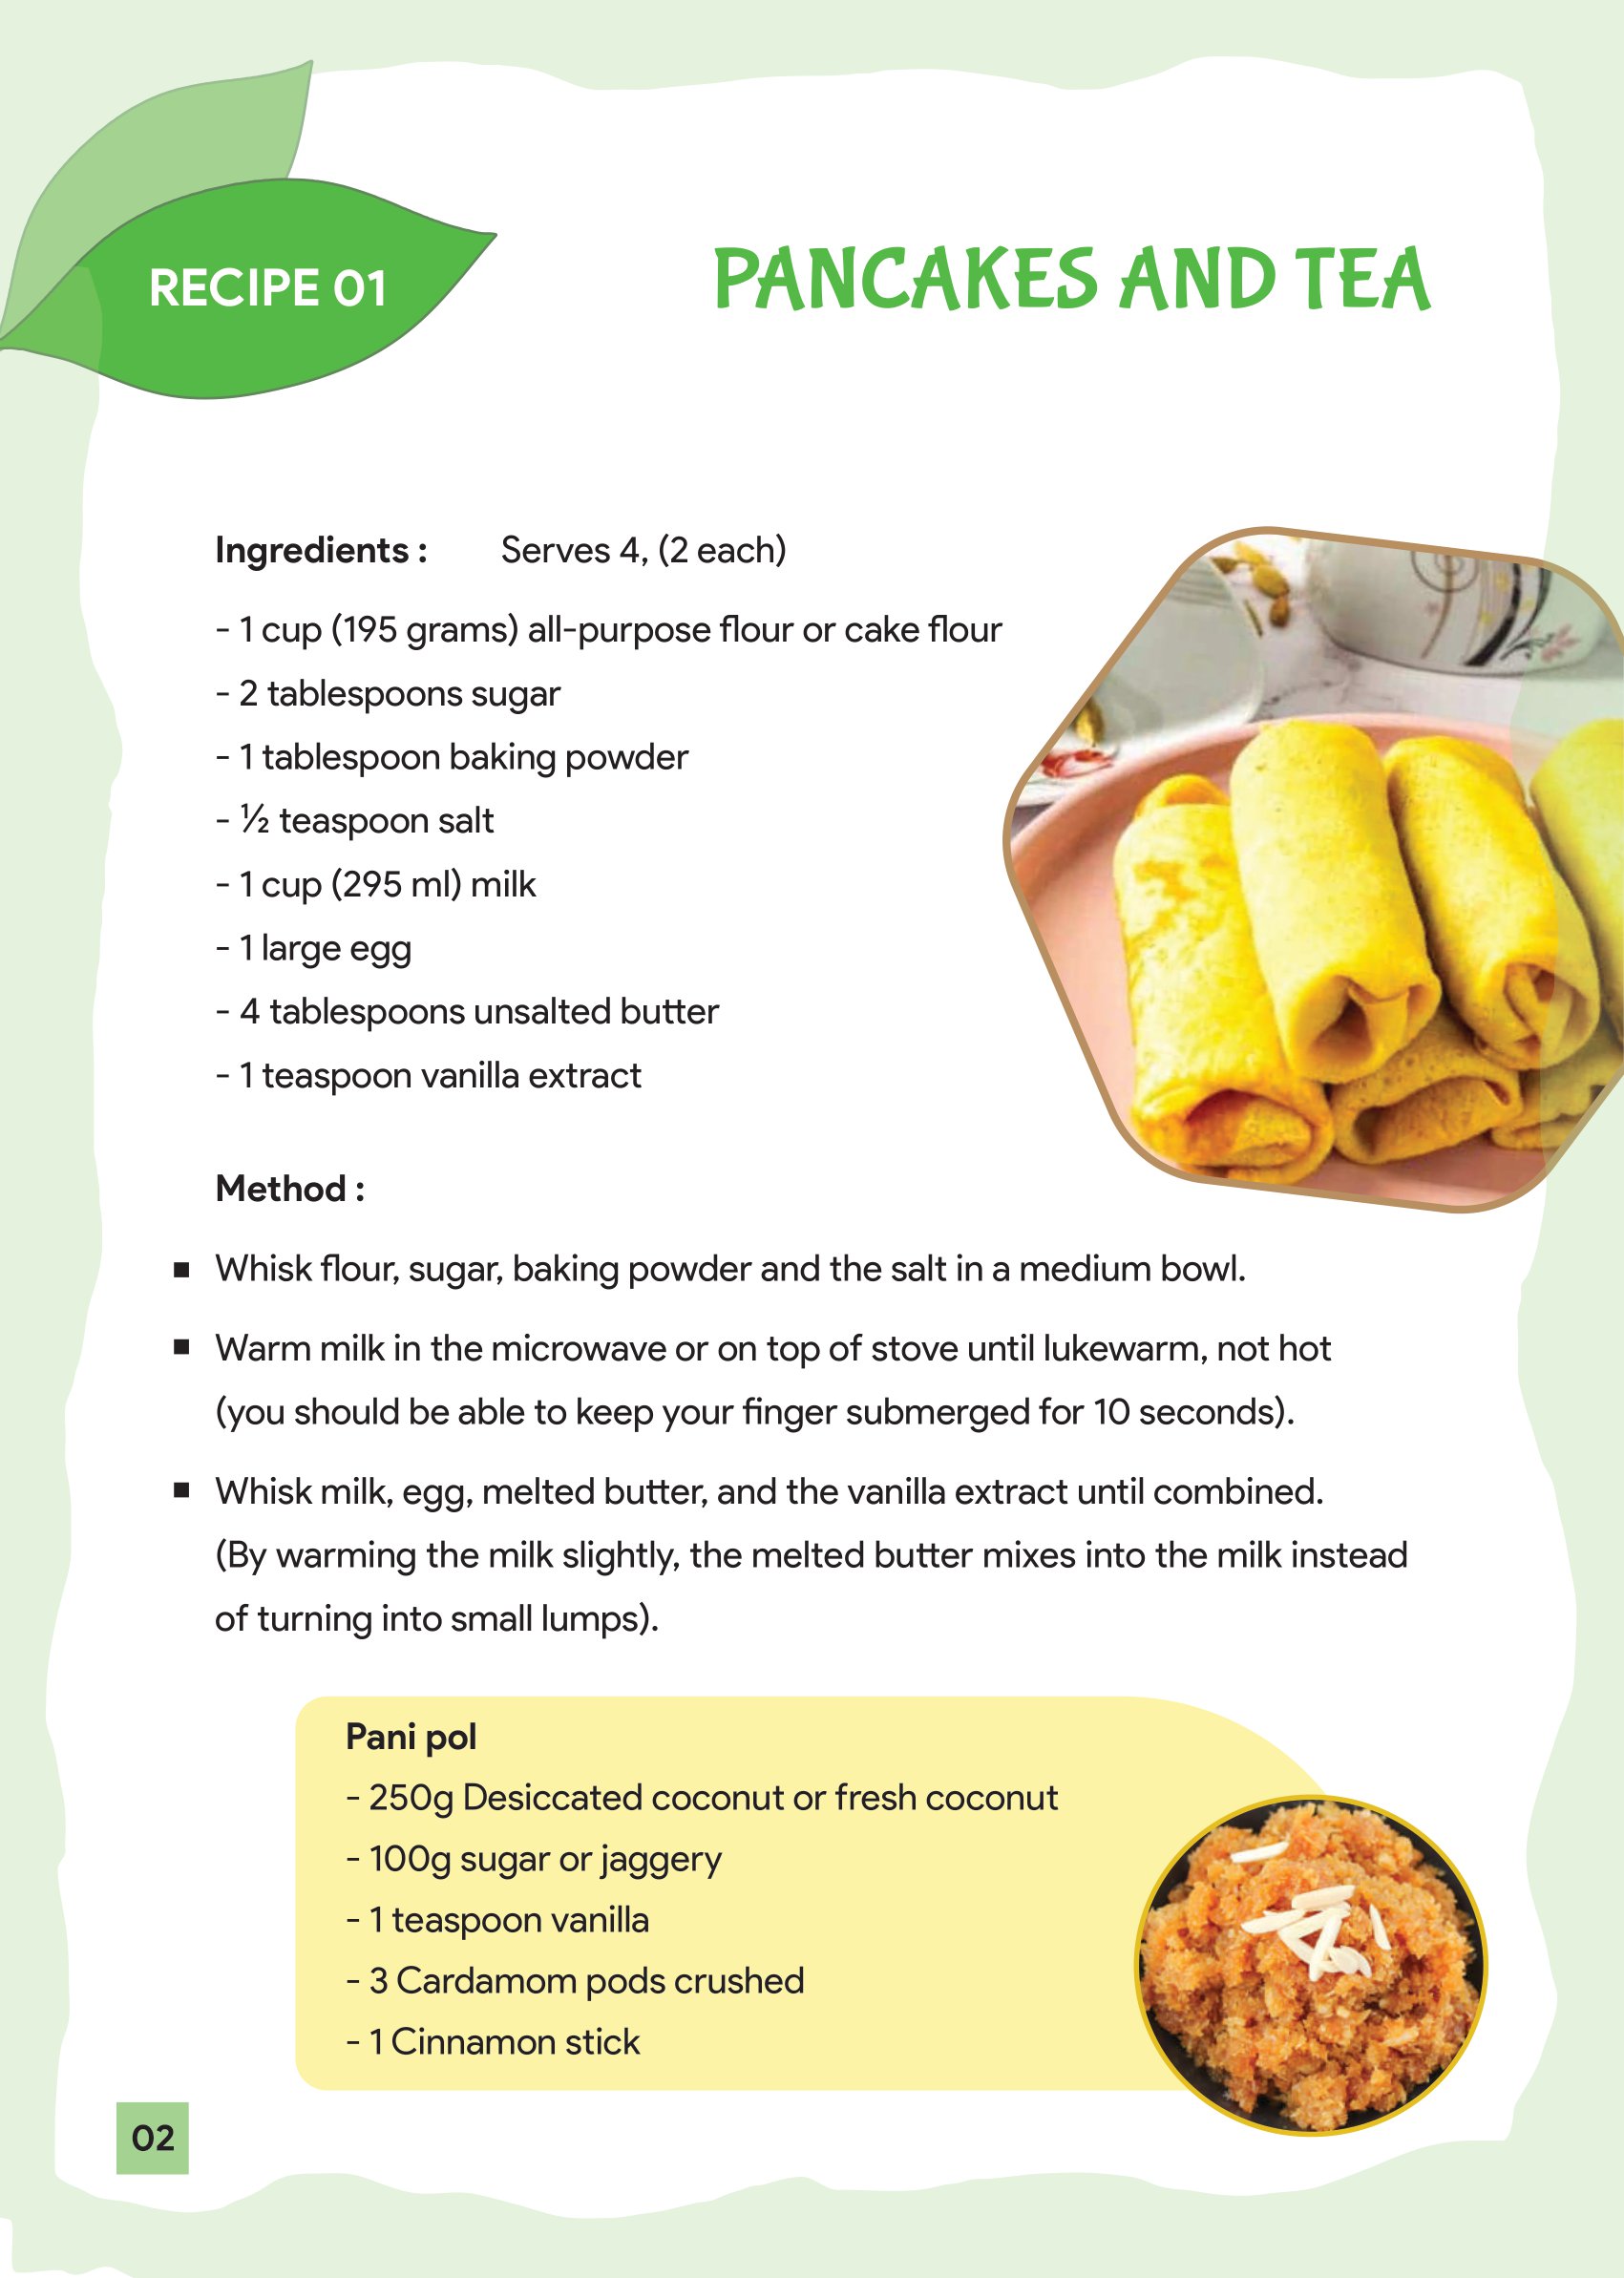 RECIPE 01
PANCAKES AND TEA
Ingredients : Serves 4, (2 each)
- 1 cup (195 grams) all-purpose flour or cake flour
- 2 tablespoons sugar
- 1 tablespoon baking powder
- ½ teaspoon salt
- 1 cup (295 ml) milk
- 1 large egg
- 4 tablespoons unsalted butter
- 1 teaspoon vanilla extract
Method :
▪ Whisk flour, sugar, baking powder and the salt in a medium bowl.
▪ Warm milk in the microwave or on top of stove until lukewarm, not hot
(you should be able to keep your finger submerged for 10 seconds).
▪ Whisk milk, egg, melted butter, and the vanilla extract until combined.
(By warming the milk slightly, the melted butter mixes into the milk instead
of turning into small lumps).
Pani pol
- 250g Desiccated coconut or fresh coconut
- 100g sugar or jaggery
- 1 teaspoon vanilla
- 3 Cardamom pods crushed
- 1 Cinnamon stick
02